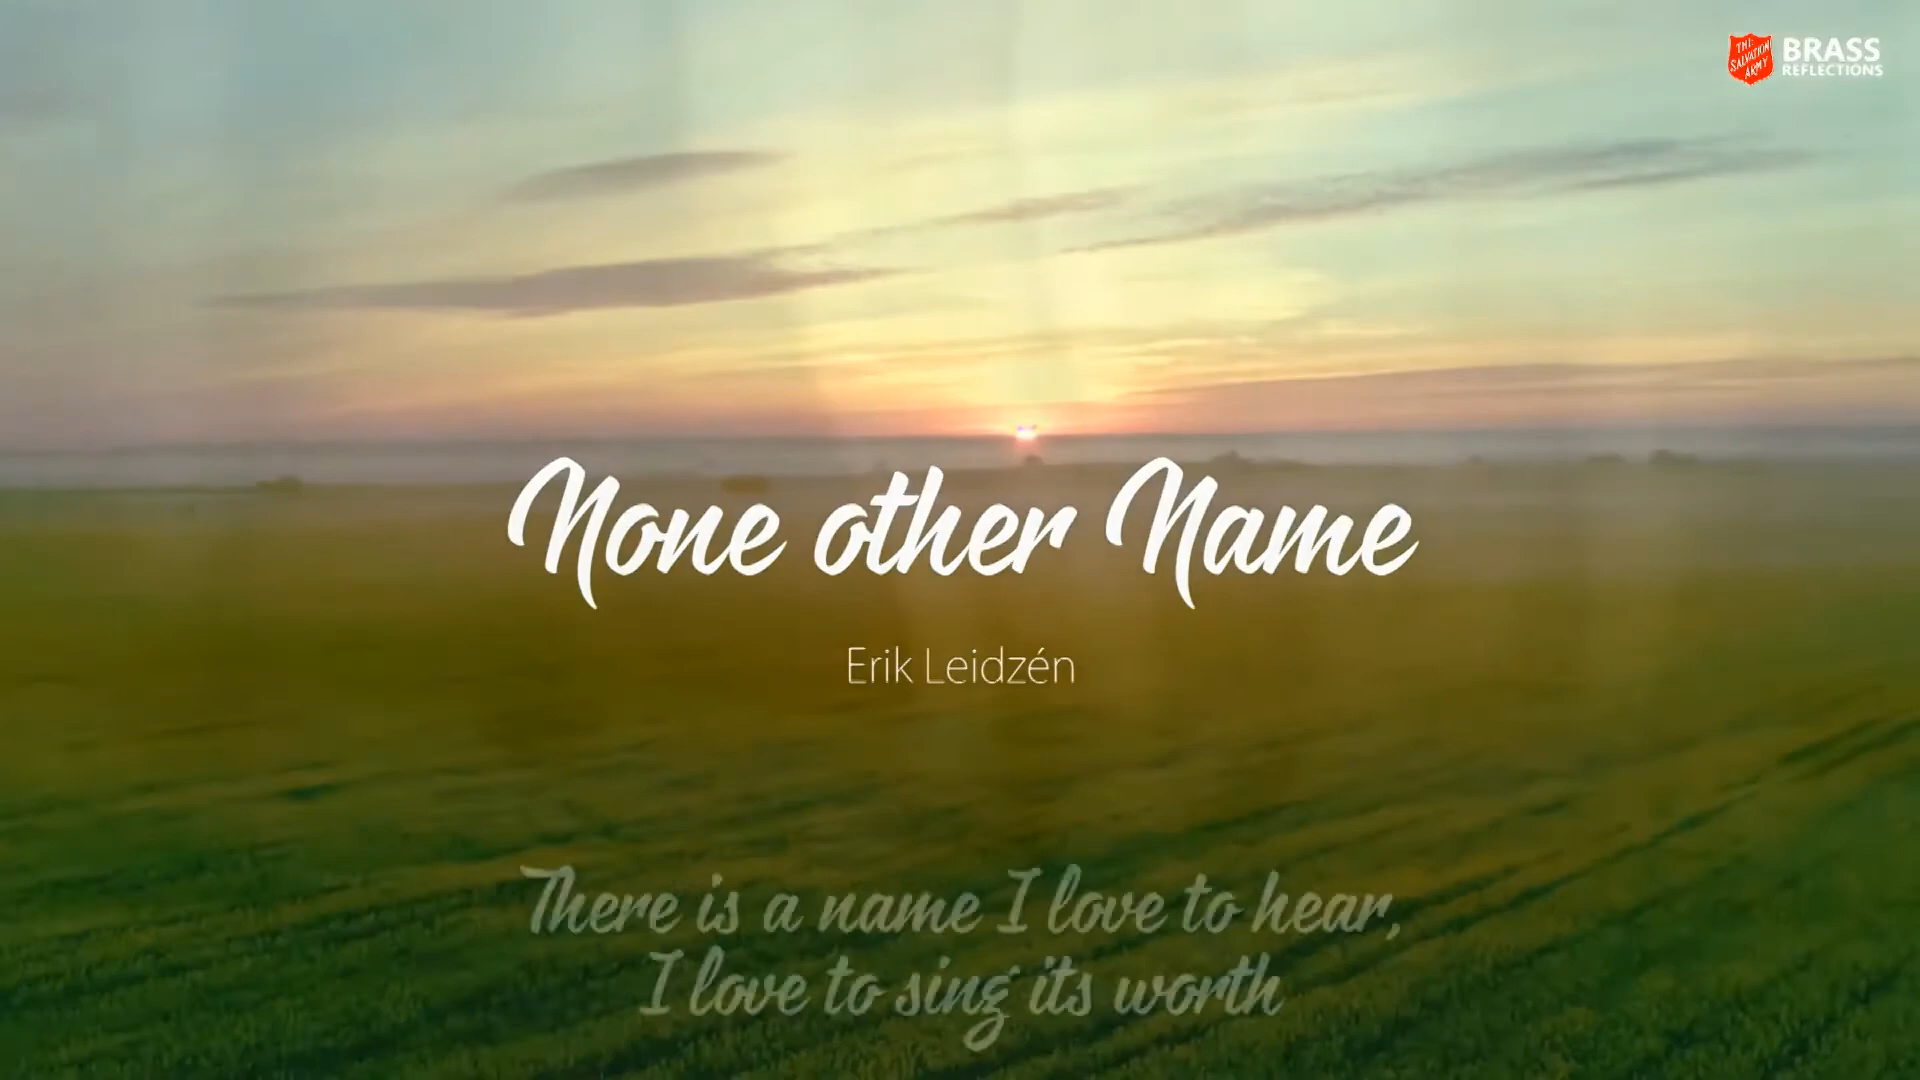 THE
SALVATION
ARMY
BRASS
REFLECTIONS
None other Name
Erik Leidzén
There is a name I love to hear,
I love to sing its worth